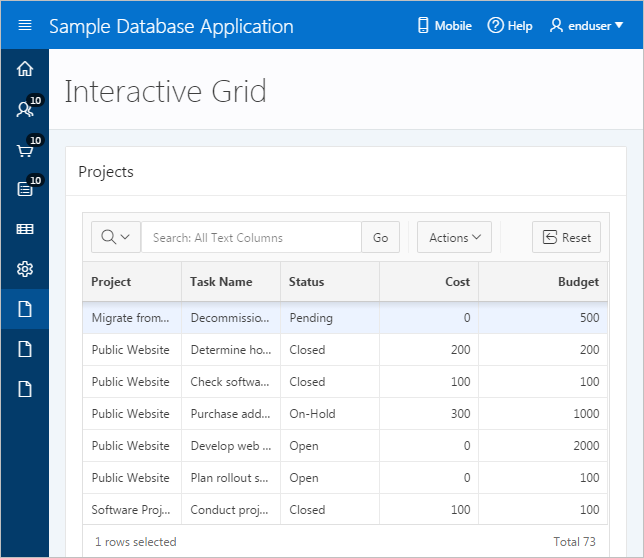 Sample Database Application Mobile Help enduser
10
10
10
Interactive Grid
Projects
Search: All Text Columns Go Actions Reset
Project Task Name Status Cost Budget
Migrate from... Decommissio... Pending 0 500
Public Website Determine ho... Closed 200 200
Public Website Check softwa... Closed 100 100
Public Website Purchase add... On-Hold 300 1000
Public Website Develop web ... Open 0 2000
Public Website Plan rollout s... Open 0 100
Software Proj... Conduct proj... Closed 100 100
1 rows selected Total 73